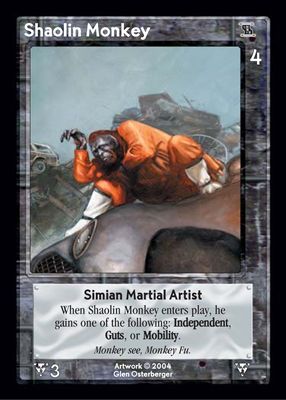 Shaolin Monkey
4
Simian Martial Artist
When Shaolin Monkey enters play, he
gains one of the following: Independent,
Guts, or Mobility.
Monkey see, Monkey Fu.
3
Artwork © 2004
Glen Osterberger